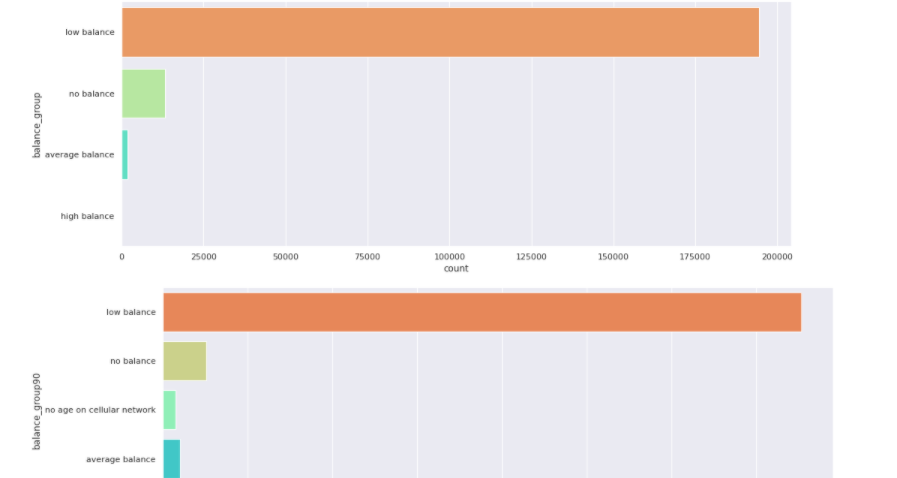 low balance
no balance
average balance
high balance
balance_group
0 25000 50000 75000 100000 125000 150000 175000 200000
count
low balance
no balance
no age on cellular network
average balance
balance_group90